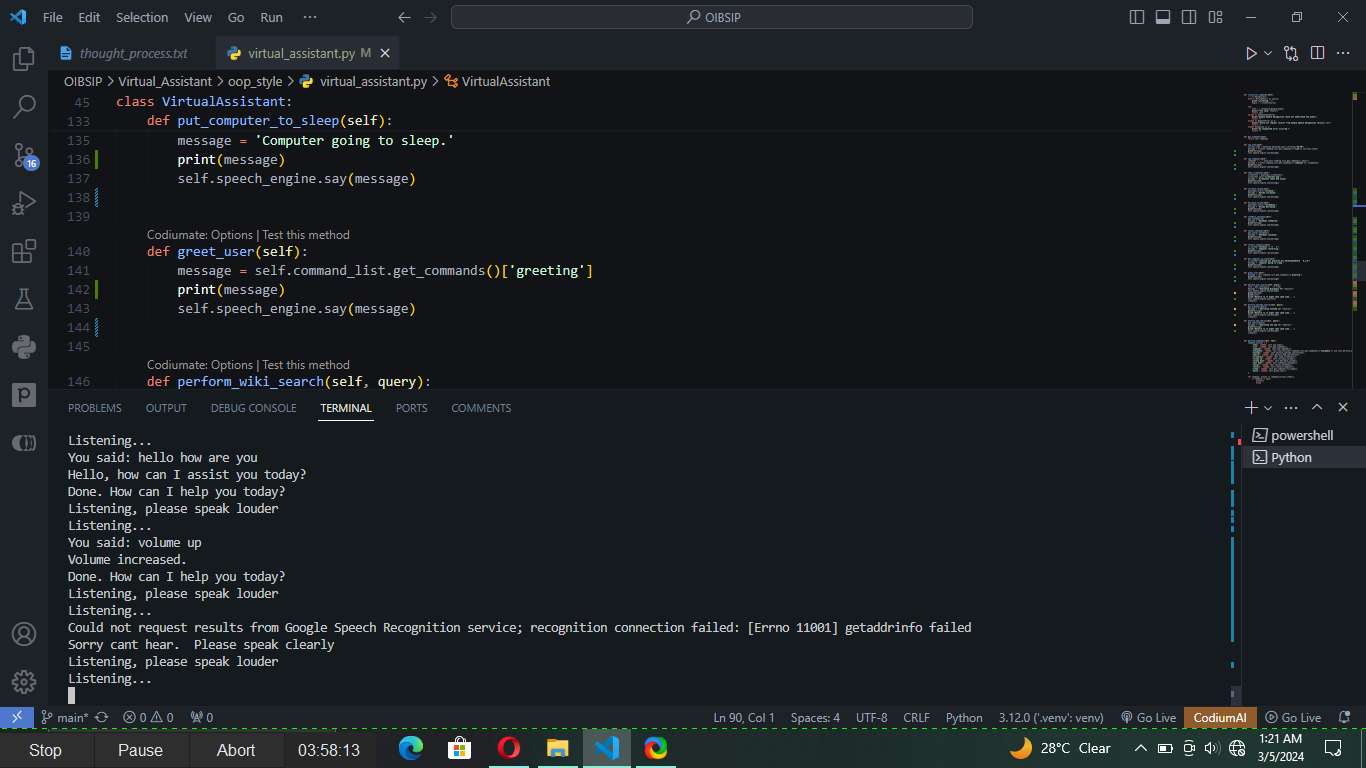 File Edit Selection View Go Run ··· OIBSIP
thought_process.txt virtual_assistant.py M
OIBSIP > Virtual_Assistant > oop_style > virtual_assistant.py > VirtualAssistant
45 class VirtualAssistant:
133 def put_computer_to_sleep(self):
135 message = 'Computer going to sleep.'
136 print(message)
137 self.speech_engine.say(message)
138
139
Codiumate: Options | Test this method
140 def greet_user(self):
141 message = self.command_list.get_commands()['greeting']
142 print(message)
143 self.speech_engine.say(message)
144
145
Codiumate: Options | Test this method
146 def perform_wiki_search(self, query):
PROBLEMS OUTPUT DEBUG CONSOLE TERMINAL PORTS COMMENTS
powershell
Python
Listening...
You said: hello how are you
Hello, how can I assist you today?
Done. How can I help you today?
Listening, please speak louder
Listening...
You said: volume up
Volume increased.
Done. How can I help you today?
Listening, please speak louder
Listening...
Could not request results from Google Speech Recognition service; recognition connection failed: [Errno 11001] getaddrinfo failed
Sorry cant hear.  Please speak clearly
Listening, please speak louder
Listening...
16
main* 0 0 0 Ln 90, Col 1 Spaces: 4 UTF-8 CRLF Python 3.12.0 ('.venv': venv) Go Live CodiumAI Go Live
Stop Pause Abort 03:58:13 28°C Clear 1:21 AM
3/5/2024